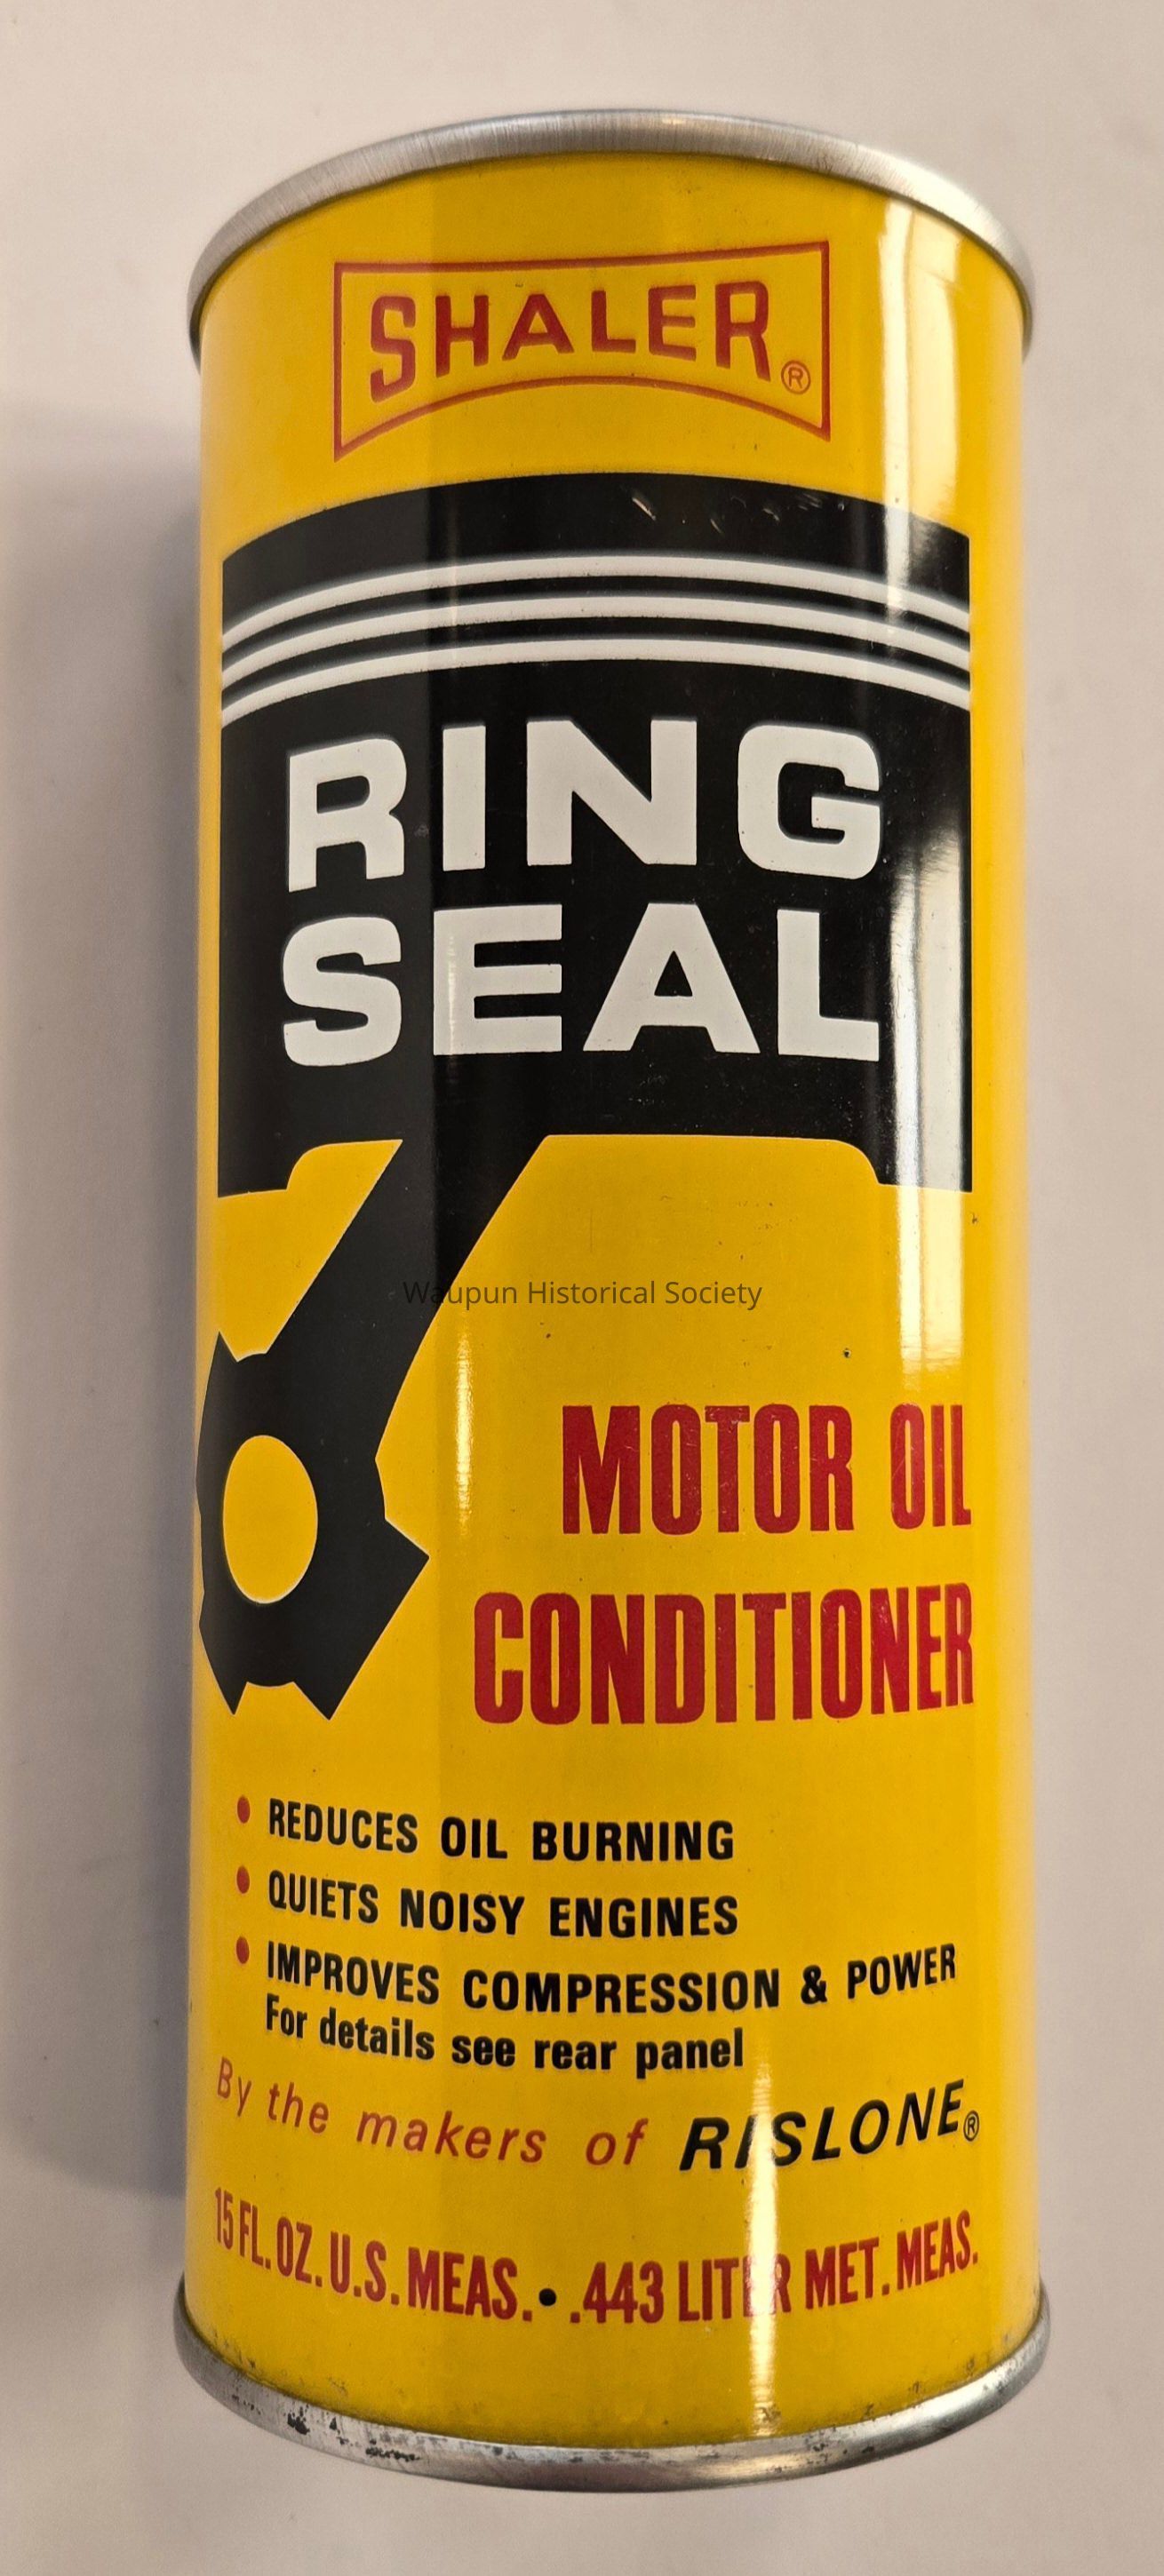 SHALER®
RING
SEAL
Waupun Historical Society
MOTOR OIL
CONDITIONER
• REDUCES OIL BURNING
• QUIETS NOISY ENGINES
• IMPROVES COMPRESSION & POWER
For details see rear panel
By the makers of RISLONE®
15 FL. OZ. U.S. MEAS. • .443 LITER MET. MEAS.